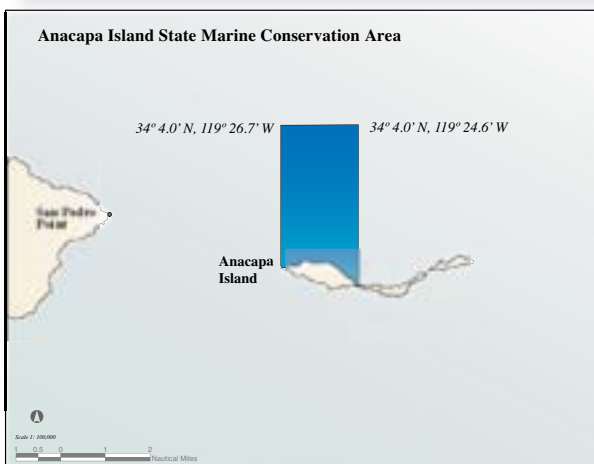 Anacapa Island State Marine Conservation Area
34º 4.0' N, 119º 26.7' W
34º 4.0' N, 119º 24.6' W
San Pedro
Point
Anacapa
Island
Scale 1: 100,000
1 0.5 0 1 2
Nautical Miles